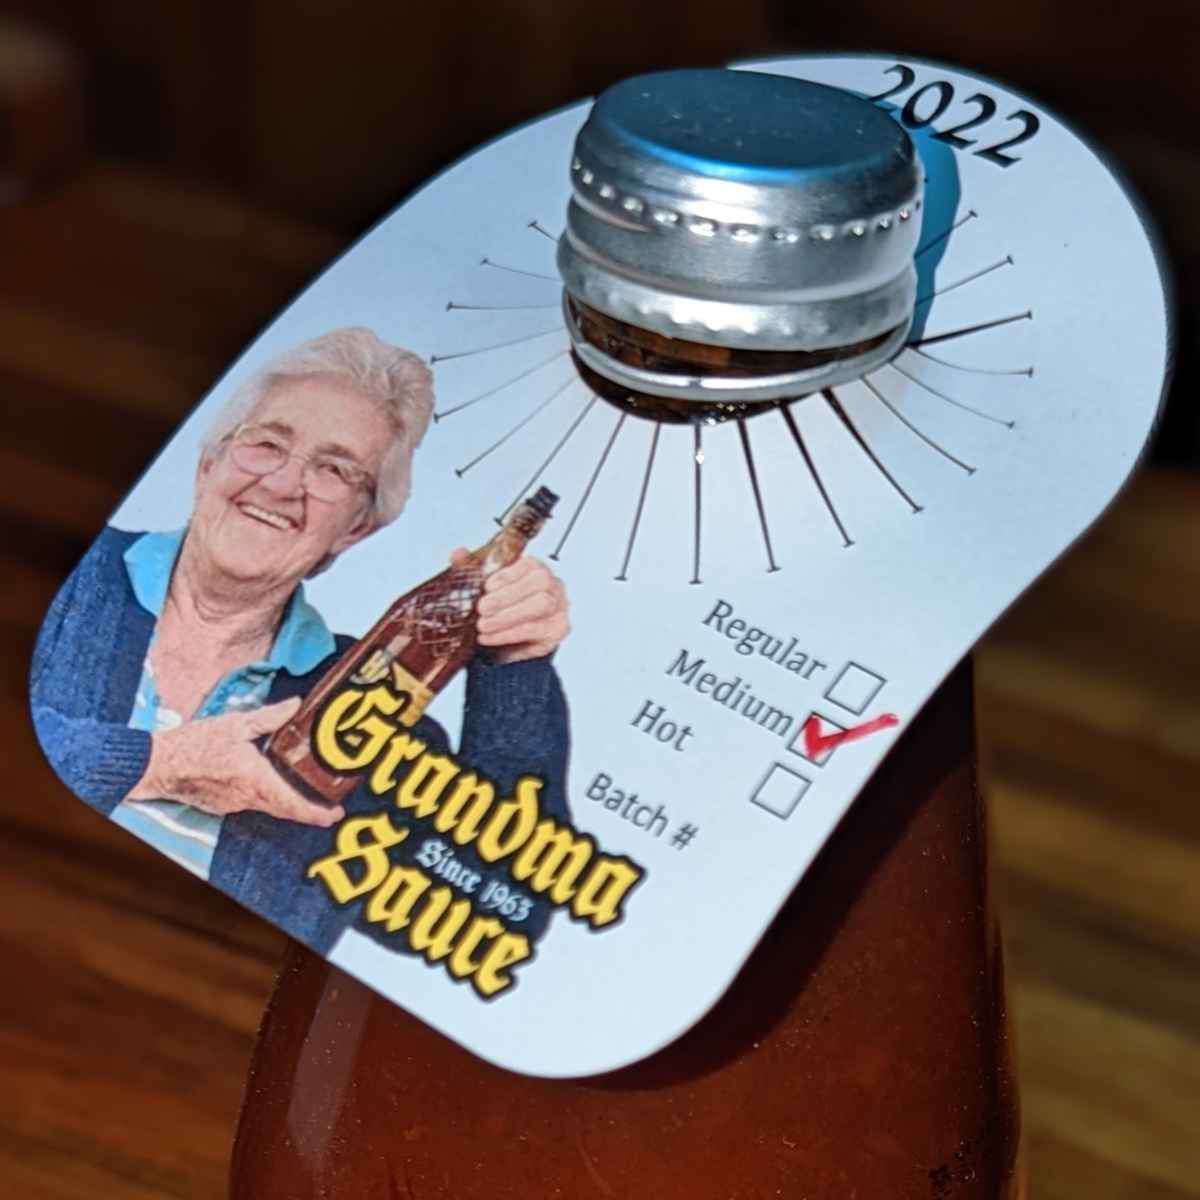 2022
Regular
Medium
Hot
Batch #
Grandma
Since 1963
Sauce